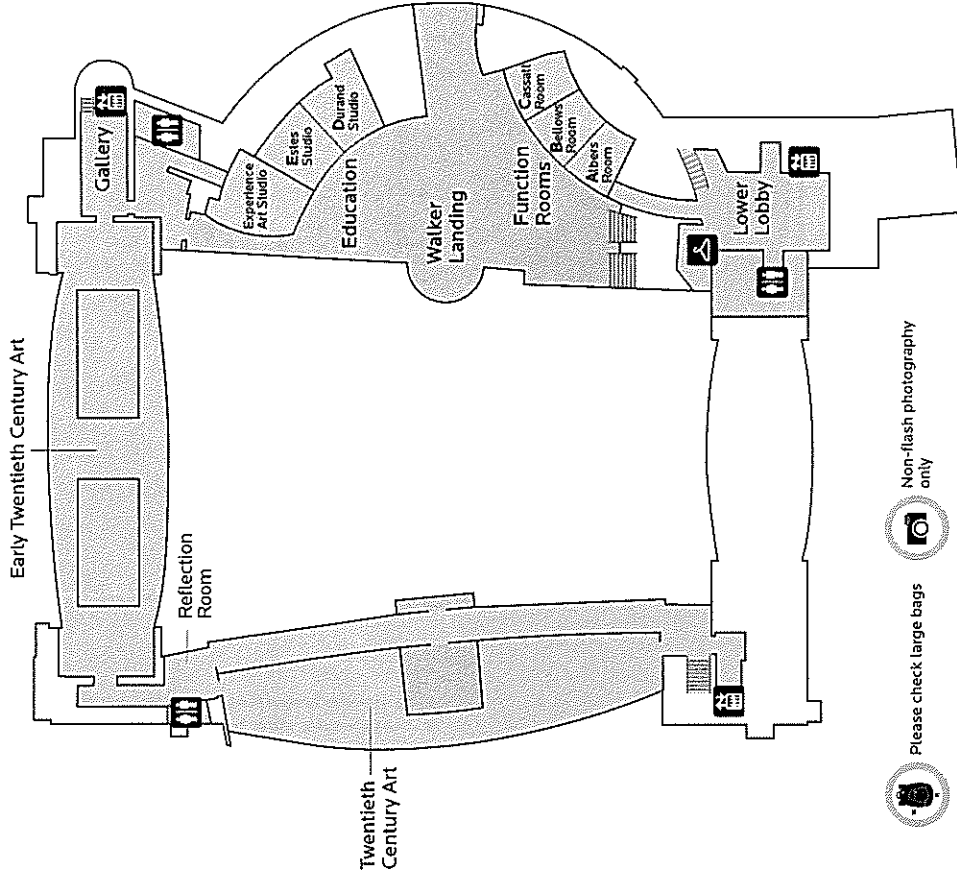 Early Twentieth Century Art
Gallery
Experience
Art Studio
Estes
Studio
Durand
Studio
Education
Walker
Landing
Function
Rooms
Cassatt
Room
Bellows
Room
Albers
Room
Lower
Lobby
Reflection
Room
Twentieth
Century Art
Please check large bags
Non-flash photography
only